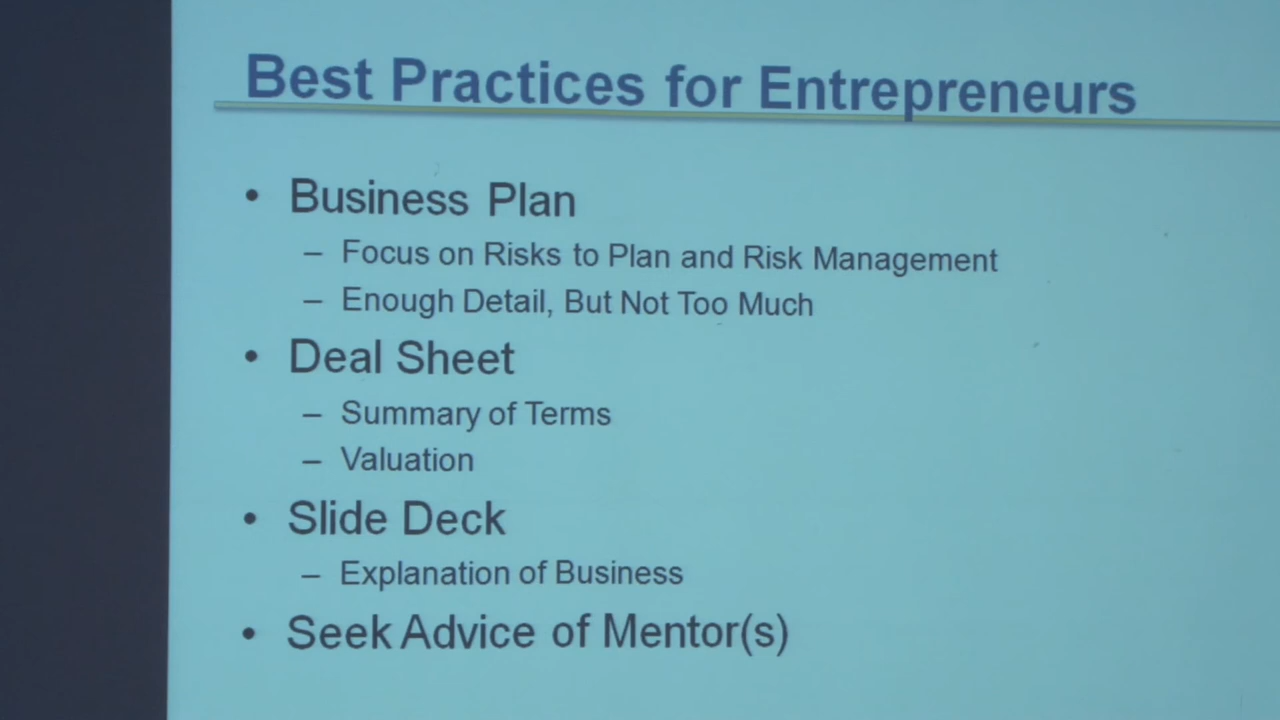 Best Practices for Entrepreneurs
• Business Plan
– Focus on Risks to Plan and Risk Management
– Enough Detail, But Not Too Much
• Deal Sheet
– Summary of Terms
– Valuation
• Slide Deck
– Explanation of Business
• Seek Advice of Mentor(s)